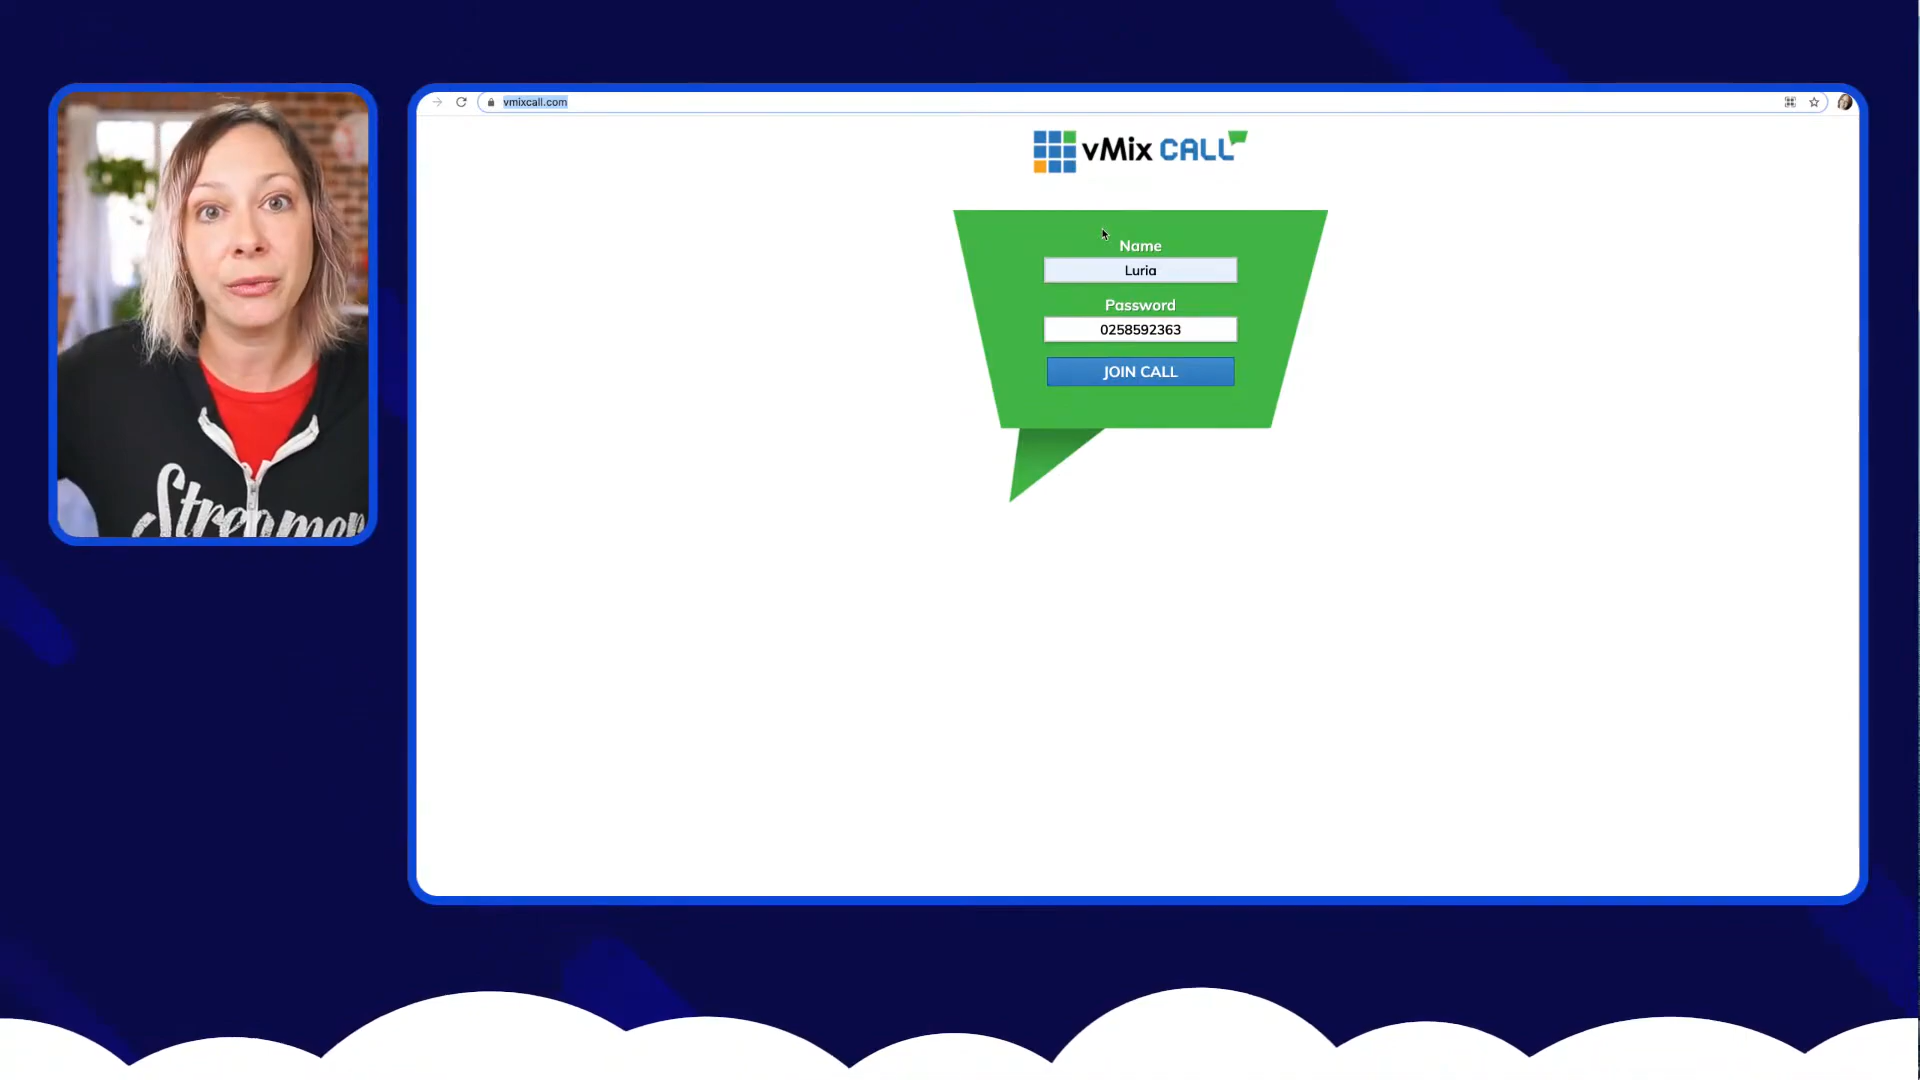 vmixcall.com
vMix CALL
Name
Luria
Password
0258592363
JOIN CALL
Streamer